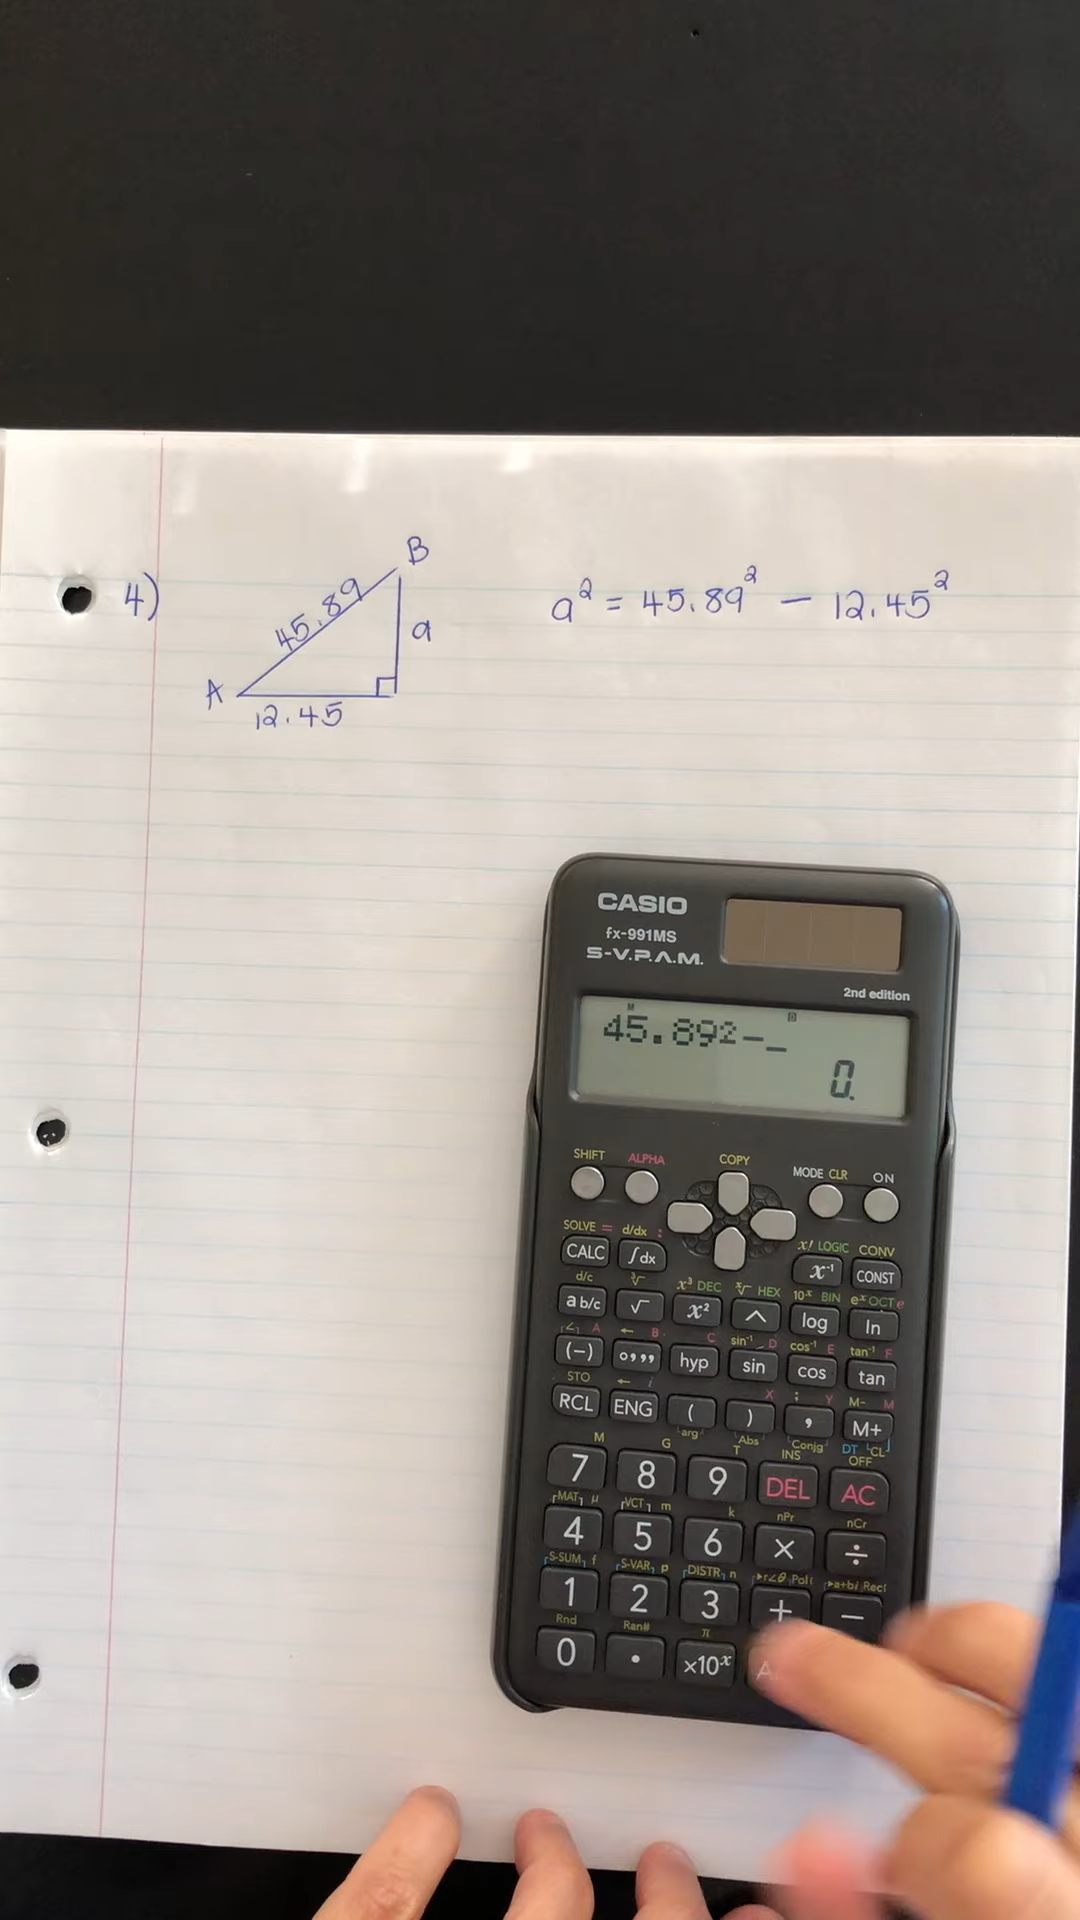 4)
B
45.89
a
A
12.45
a² = 45.89² − 12.45²
CASIO
fx-991MS
S-V.P.A.M.
2nd edition
M D
45.89²-_
0.
SHIFT ALPHA COPY MODE CLR ON
SOLVE = d/dx : x! LOGIC CONV
CALC ∫dx x⁻¹ CONST
d/c ³√ x³ DEC ˣ√ HEX 10ˣ BIN eˣ OCT e
a b/c √ x² ^ log ln
∠ A ← B C sin⁻¹ D cos⁻¹ E tan⁻¹ F
(−) o,,, hyp sin cos tan
STO ← i X ; Y M- M
RCL ENG ( ) , M+
M G arg Abs T Conjg INS DT CL OFF
7 8 9 DEL AC
MAT μ VCT m k nPr nCr
4 5 6 × ÷
S-SUM f S-VAR p DISTR n ▸r∠θ Pol( ▸a+bi Rec(
1 2 3 + −
Rnd Ran# π
0 • ×10ˣ A